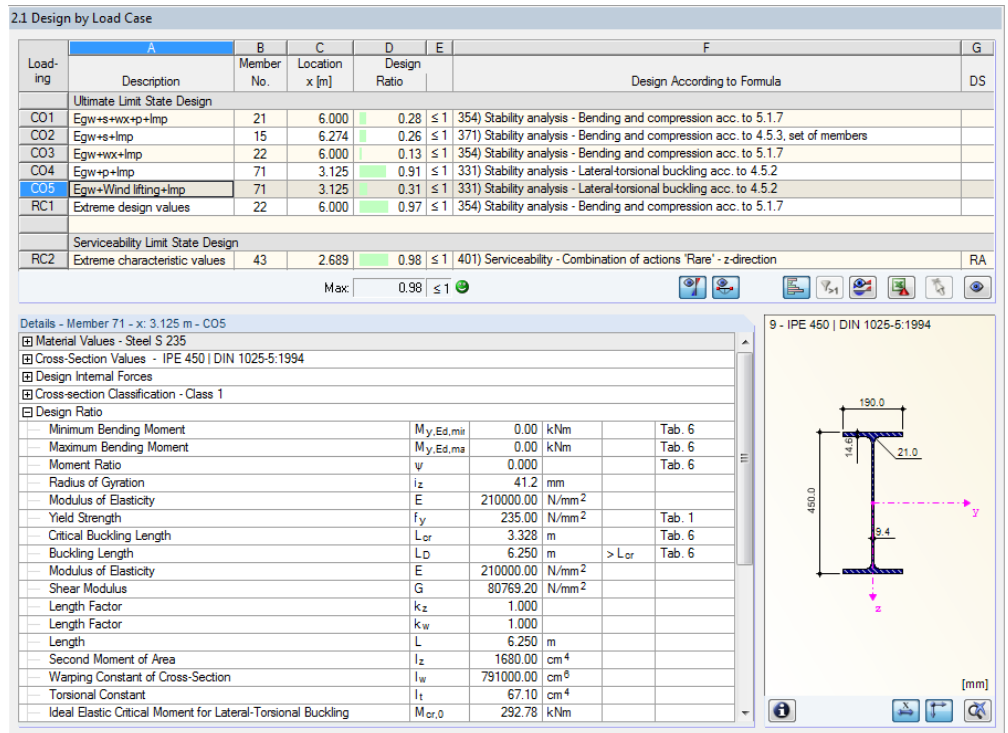 2.1 Design by Load Case
A B C D E F G
Load-ing Description Member No. Location x [m] Design Ratio Design According to Formula DS
Ultimate Limit State Design
CO1 Egw+s+wx+p+Imp 21 6.000 0.28 ≤ 1 354) Stability analysis - Bending and compression acc. to 5.1.7
CO2 Egw+s+Imp 15 6.274 0.26 ≤ 1 371) Stability analysis - Bending and compression acc. to 4.5.3, set of members
CO3 Egw+wx+Imp 22 6.000 0.13 ≤ 1 354) Stability analysis - Bending and compression acc. to 5.1.7
CO4 Egw+p+Imp 71 3.125 0.91 ≤ 1 331) Stability analysis - Lateral-torsional buckling acc. to 4.5.2
CO5 Egw+Wind lifting+Imp 71 3.125 0.31 ≤ 1 331) Stability analysis - Lateral-torsional buckling acc. to 4.5.2
RC1 Extreme design values 22 6.000 0.97 ≤ 1 354) Stability analysis - Bending and compression acc. to 5.1.7
Serviceability Limit State Design
RC2 Extreme characteristic values 43 2.689 0.98 ≤ 1 401) Serviceability - Combination of actions 'Rare' - z-direction RA
Max: 0.98 ≤ 1
Details - Member 71 - x: 3.125 m - CO5
Material Values - Steel S 235
Cross-Section Values - IPE 450 | DIN 1025-5:1994
Design Internal Forces
Cross-section Classification - Class 1
Design Ratio
Minimum Bending Moment My,Ed,min 0.00 kNm Tab. 6
Maximum Bending Moment My,Ed,ma 0.00 kNm Tab. 6
Moment Ratio ψ 0.000 Tab. 6
Radius of Gyration iz 41.2 mm
Modulus of Elasticity E 210000.00 N/mm2
Yield Strength fy 235.00 N/mm2 Tab. 1
Critical Buckling Length Lcr 3.328 m Tab. 6
Buckling Length LD 6.250 m > Lcr Tab. 6
Modulus of Elasticity E 210000.00 N/mm2
Shear Modulus G 80769.20 N/mm2
Length Factor kz 1.000
Length Factor kw 1.000
Length L 6.250 m
Second Moment of Area Iz 1680.00 cm4
Warping Constant of Cross-Section Iw 791000.00 cm6
Torsional Constant It 67.10 cm4
Ideal Elastic Critical Moment for Lateral-Torsional Buckling Mcr,0 292.78 kNm
9 - IPE 450 | DIN 1025-5:1994
190.0
14.6
21.0
450.0
y
9.4
z
[mm]